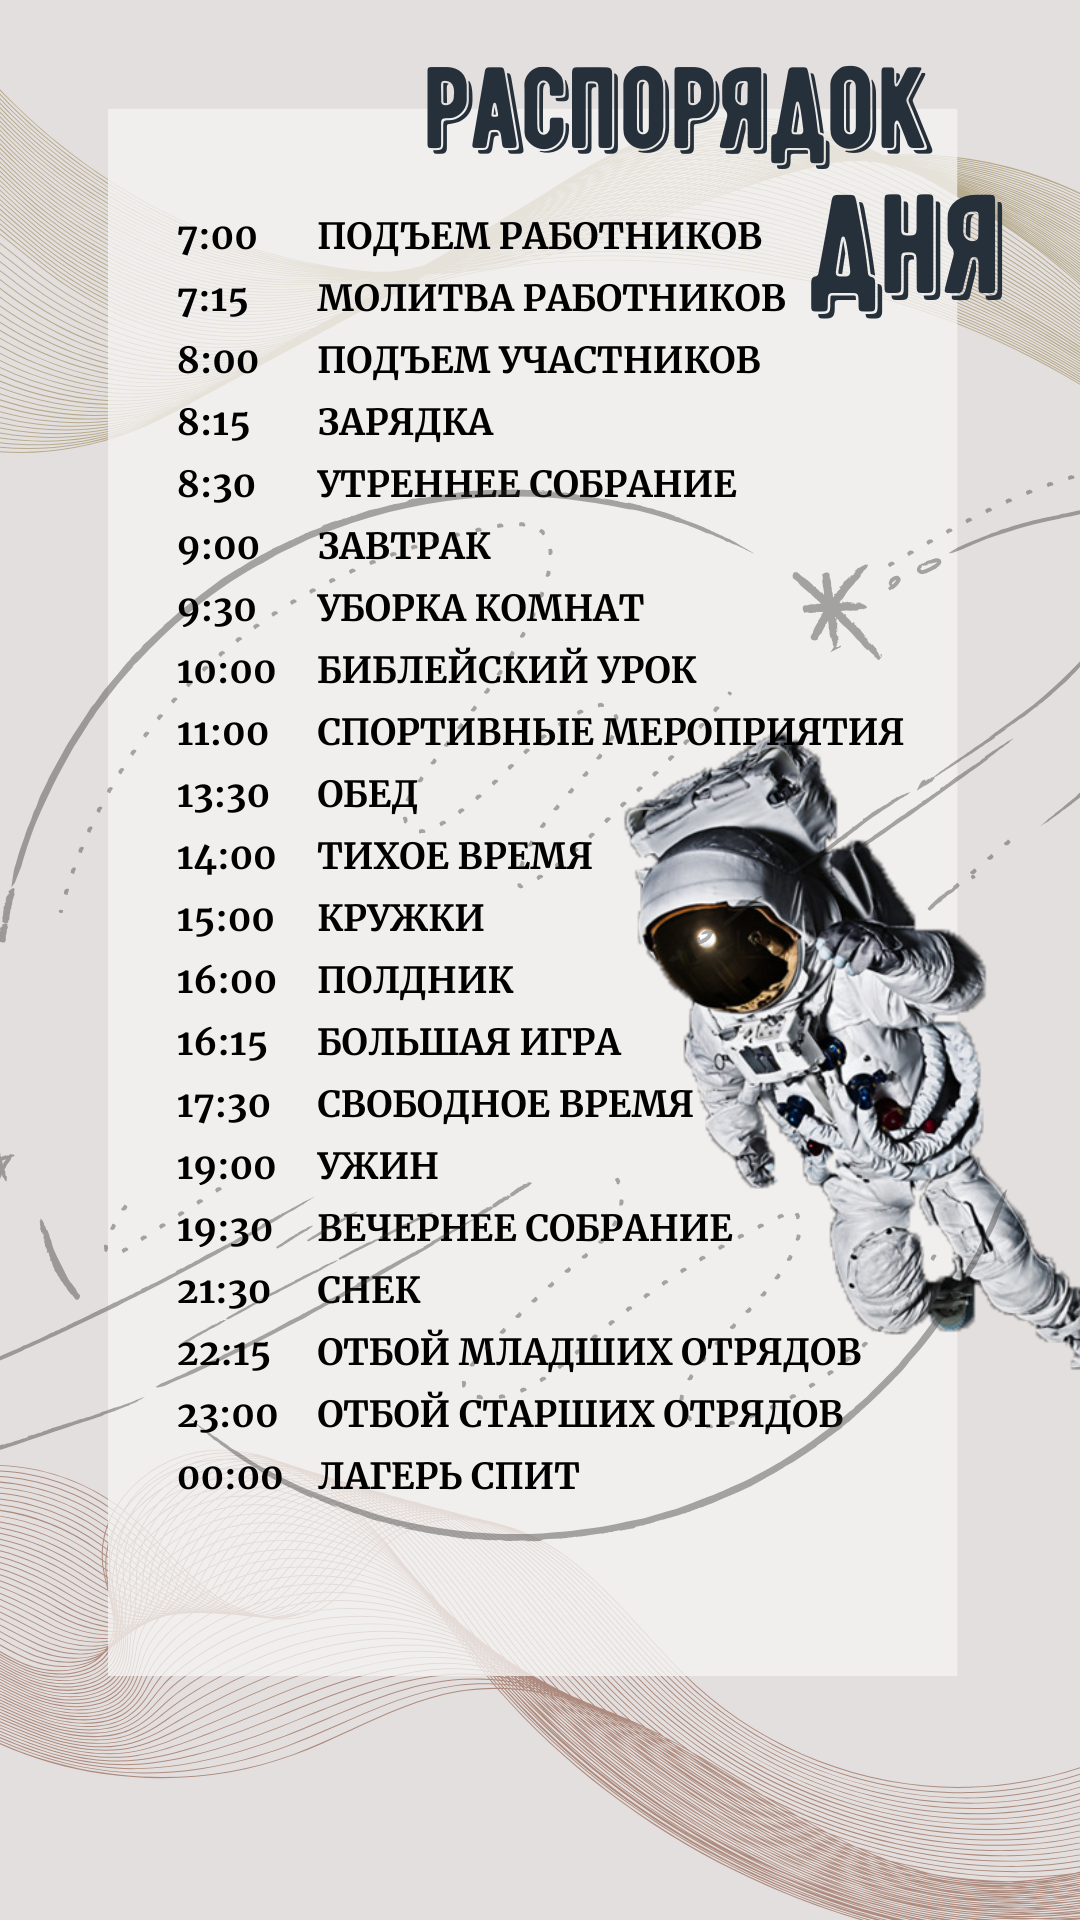 РАСПОРЯДОК
ДНЯ
7:00 ПОДЪЕМ РАБОТНИКОВ
7:15 МОЛИТВА РАБОТНИКОВ
8:00 ПОДЪЕМ УЧАСТНИКОВ
8:15 ЗАРЯДКА
8:30 УТРЕННЕЕ СОБРАНИЕ
9:00 ЗАВТРАК
9:30 УБОРКА КОМНАТ
10:00 БИБЛЕЙСКИЙ УРОК
11:00 СПОРТИВНЫЕ МЕРОПРИЯТИЯ
13:30 ОБЕД
14:00 ТИХОЕ ВРЕМЯ
15:00 КРУЖКИ
16:00 ПОЛДНИК
16:15 БОЛЬШАЯ ИГРА
17:30 СВОБОДНОЕ ВРЕМЯ
19:00 УЖИН
19:30 ВЕЧЕРНЕЕ СОБРАНИЕ
21:30 СНЕК
22:15 ОТБОЙ МЛАДШИХ ОТРЯДОВ
23:00 ОТБОЙ СТАРШИХ ОТРЯДОВ
00:00 ЛАГЕРЬ СПИТ